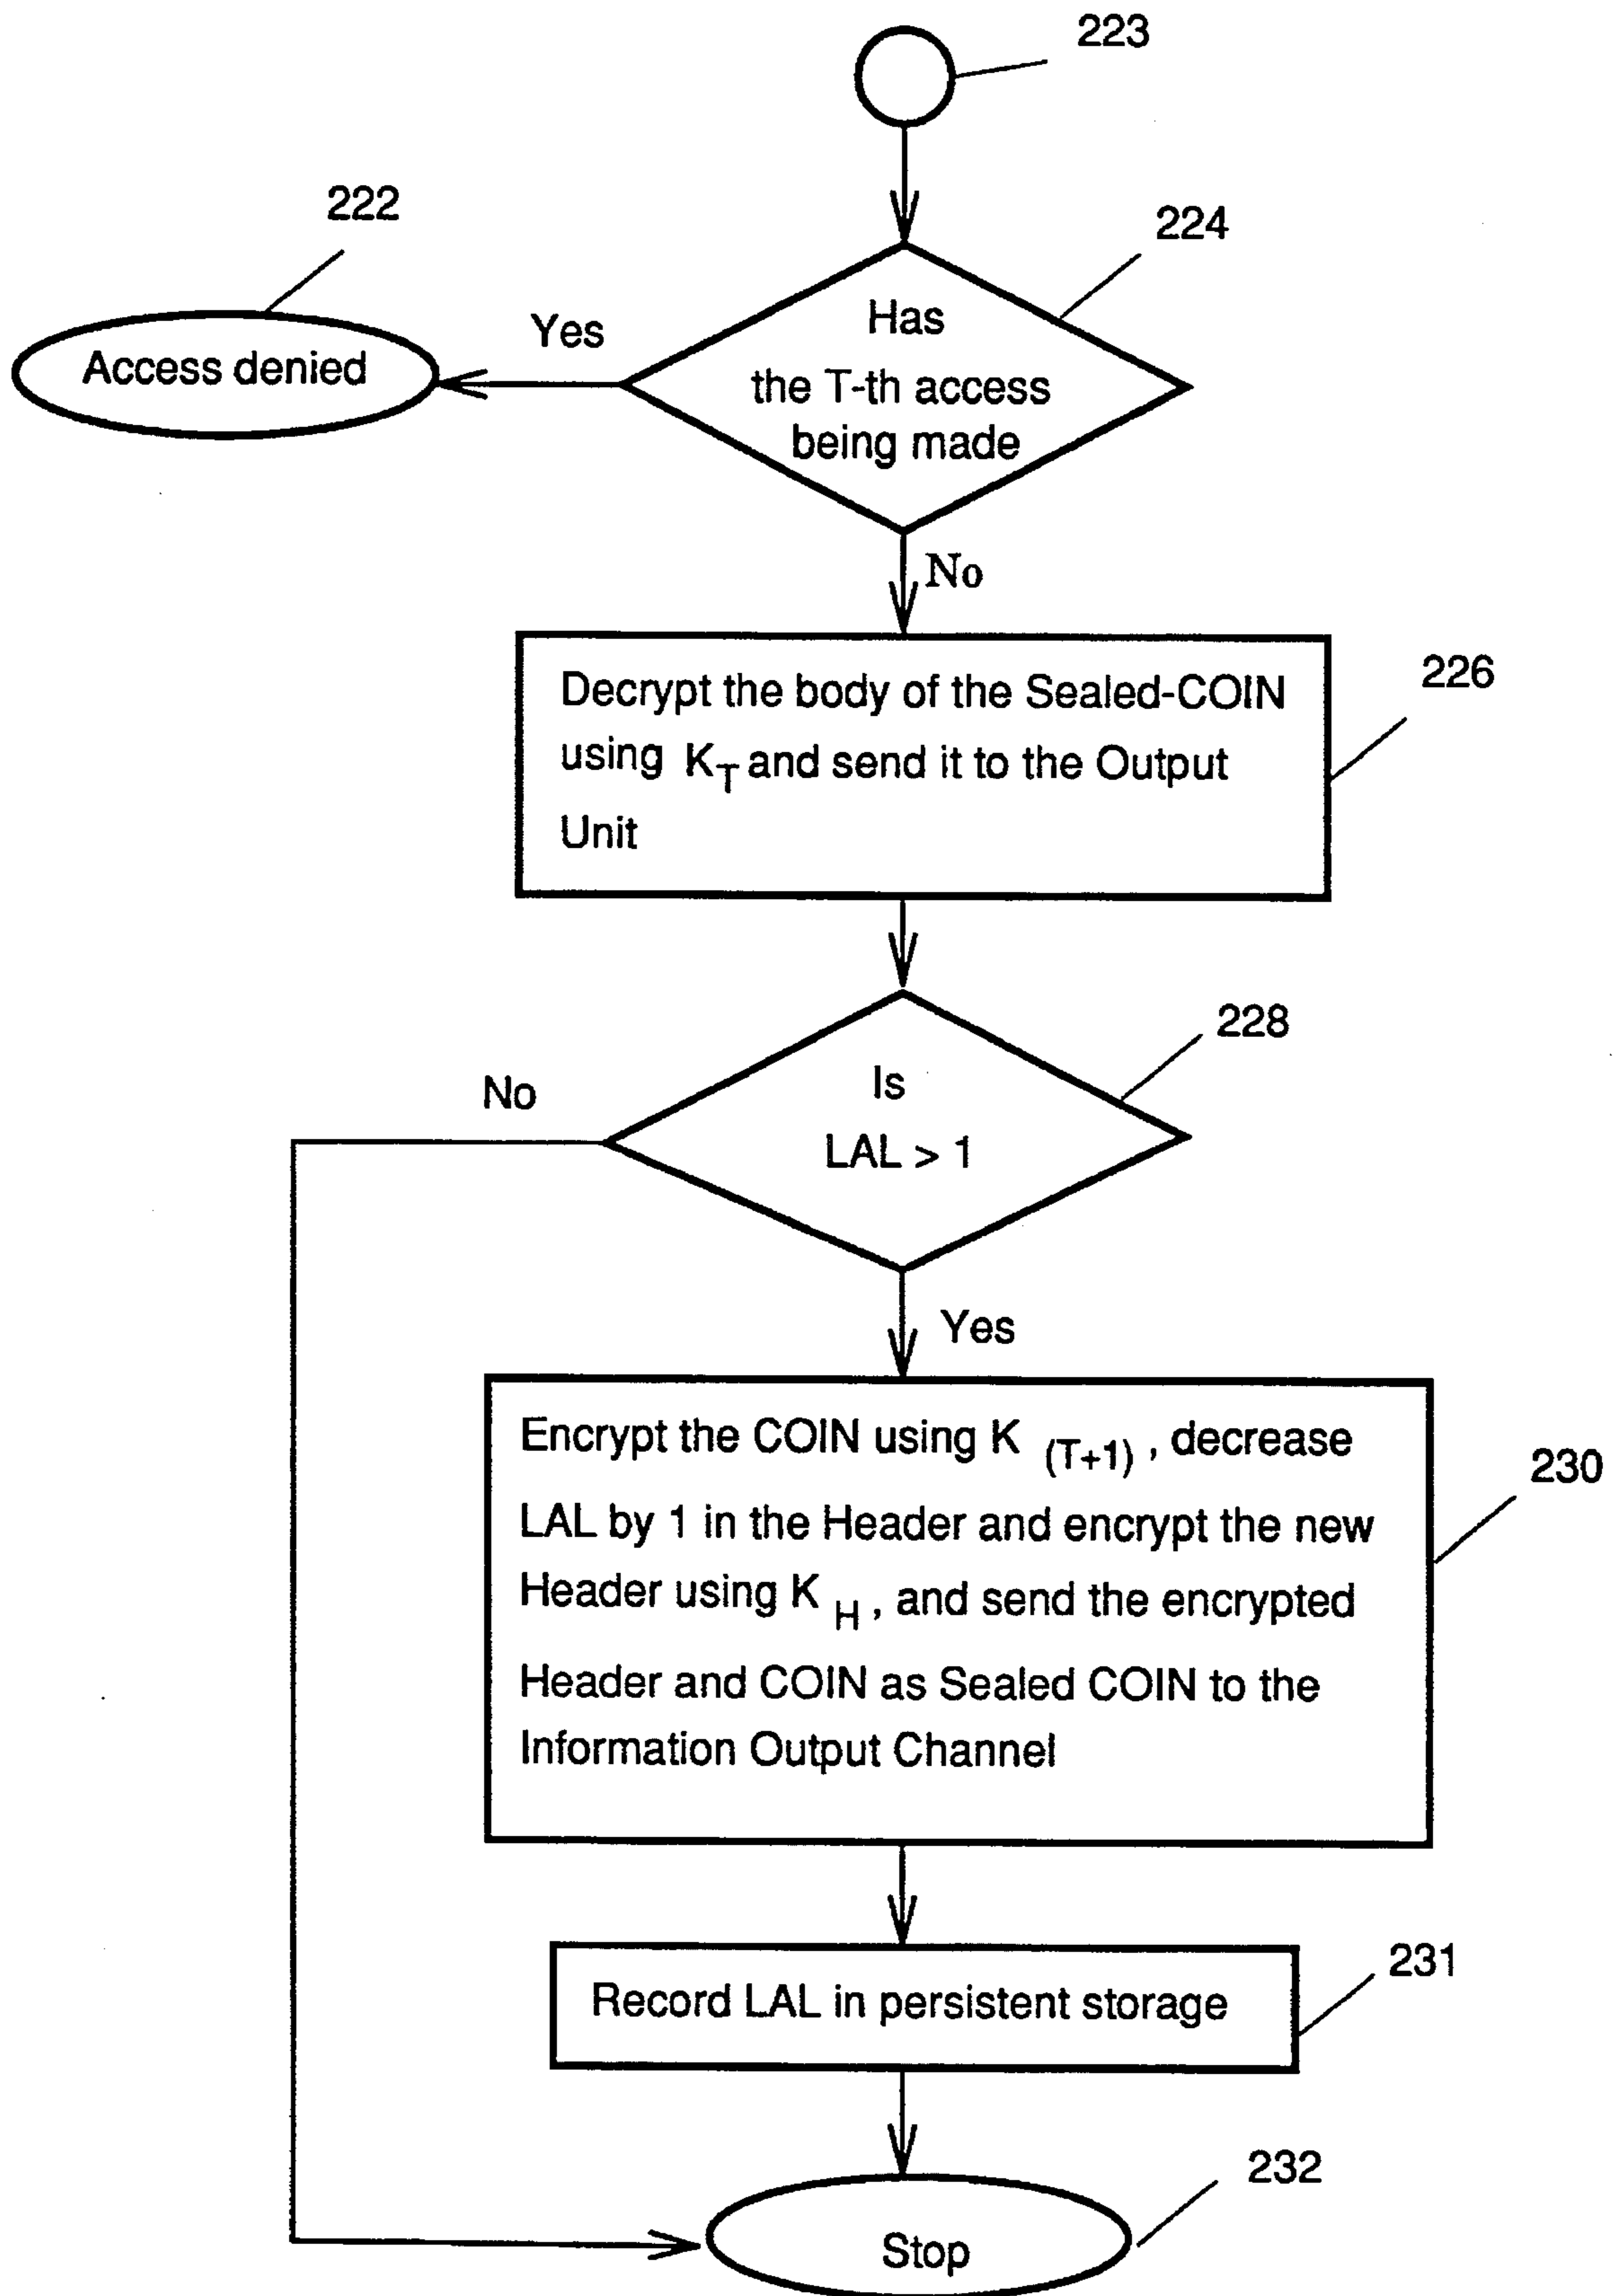 223
222
224
Yes
Access denied
Has
the T-th access
being made
No
226
Decrypt the body of the Sealed-COIN
using K_T and send it to the Output
Unit
228
Is
LAL > 1
No
Yes
230
Encrypt the COIN using K (T+1), decrease
LAL by 1 in the Header and encrypt the new
Header using K H, and send the encrypted
Header and COIN as Sealed COIN to the
Information Output Channel
231
Record LAL in persistent storage
232
Stop